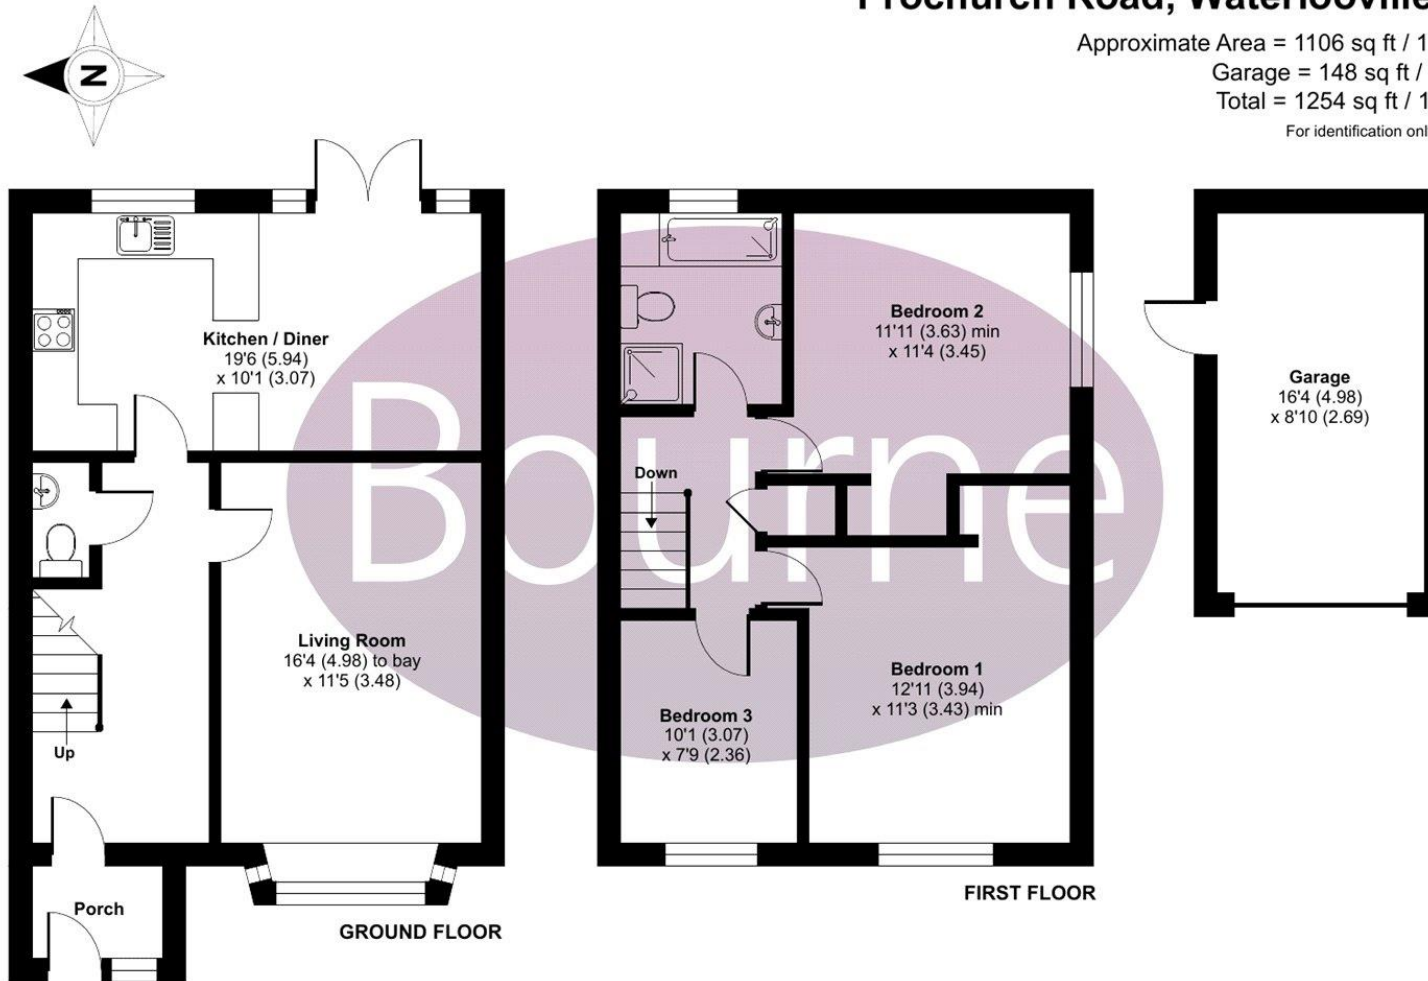 Waterlooville
Approximate Area = 1106 sq ft / 1
Garage = 148 sq ft /
Total = 1254 sq ft / 1
For identification onl
N
Kitchen / Diner
19'6 (5.94)
x 10'1 (3.07)
Bedroom 2
11'11 (3.63) min
x 11'4 (3.45)
Garage
16'4 (4.98)
x 8'10 (2.69)
Bourne
Down
Living Room
16'4 (4.98) to bay
x 11'5 (3.48)
Bedroom 1
12'11 (3.94)
x 11'3 (3.43) min
Bedroom 3
10'1 (3.07)
x 7'9 (2.36)
Up
Porch
GROUND FLOOR
FIRST FLOOR